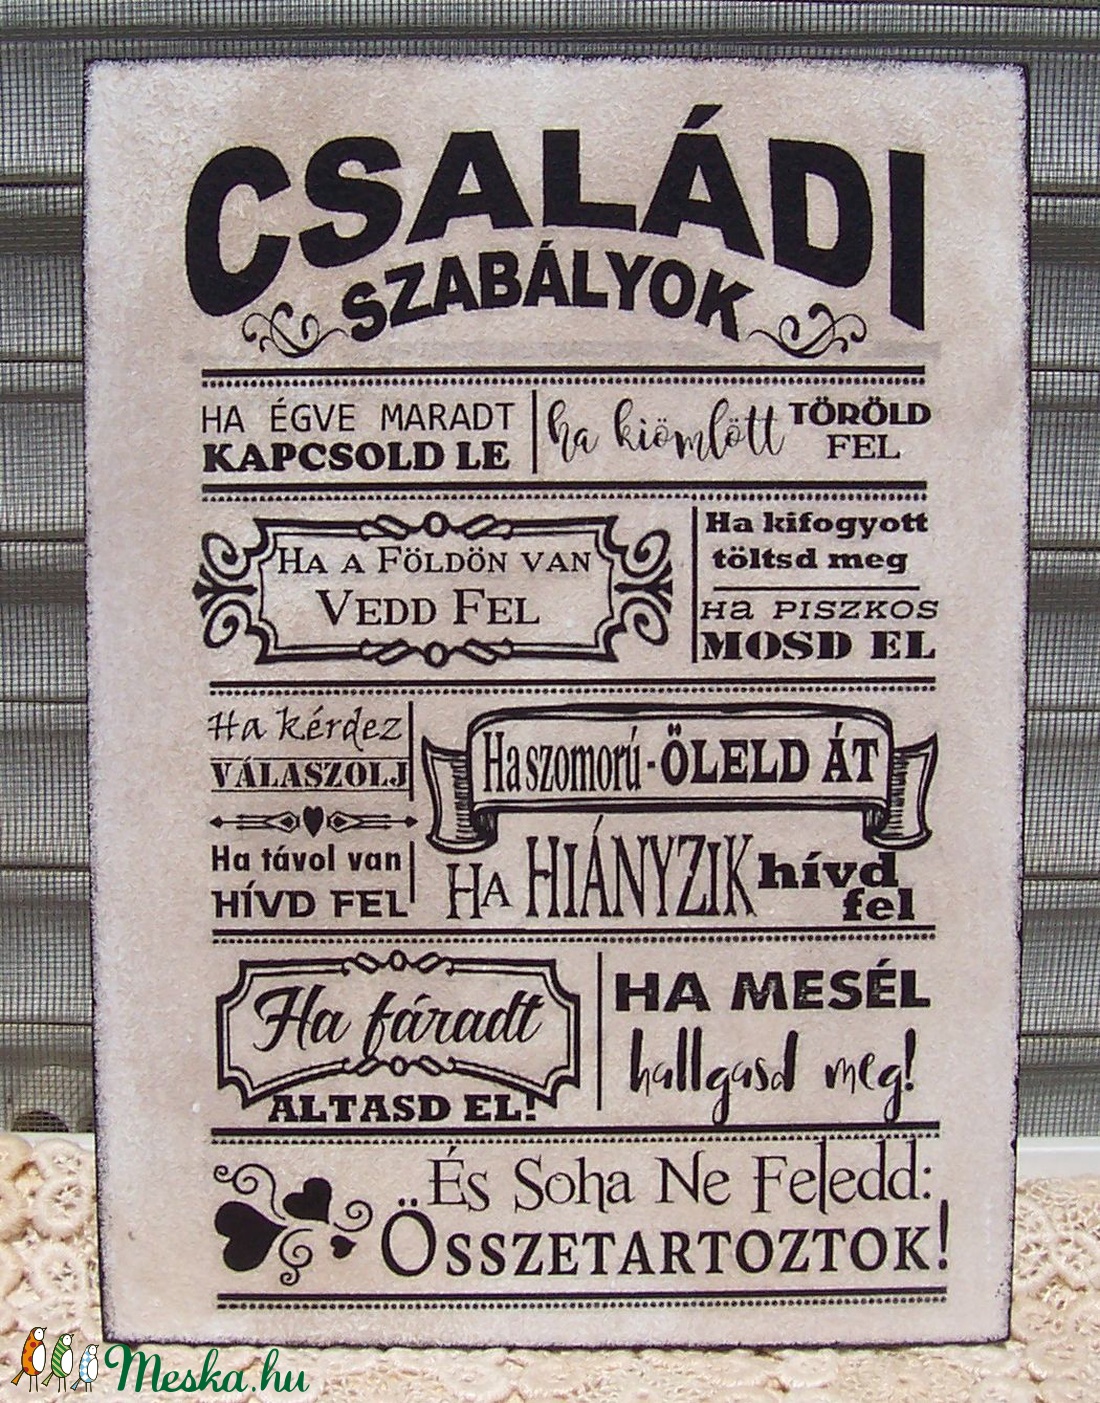 CSALÁDI
SZABÁLYOK
HA ÉGVE MARADT
KAPCSOLD LE
ha kiömlött TÖRÖLD
FEL
HA A FÖLDÖN VAN
VEDD FEL
Ha kifogyott
töltsd meg
Ha PISZKOS
MOSD EL
Ha kérdez
VÁLASZOLJ
Ha szomorú - ÖLELD ÁT
Ha távol van
HÍVD FEL
HA HIÁNYZIK hívd
fel
Ha fáradt
ALTASD EL!
HA MESÉL
hallgasd meg!
És Soha Ne Feledd:
ÖSSZETARTOZTOK!
Meska.hu